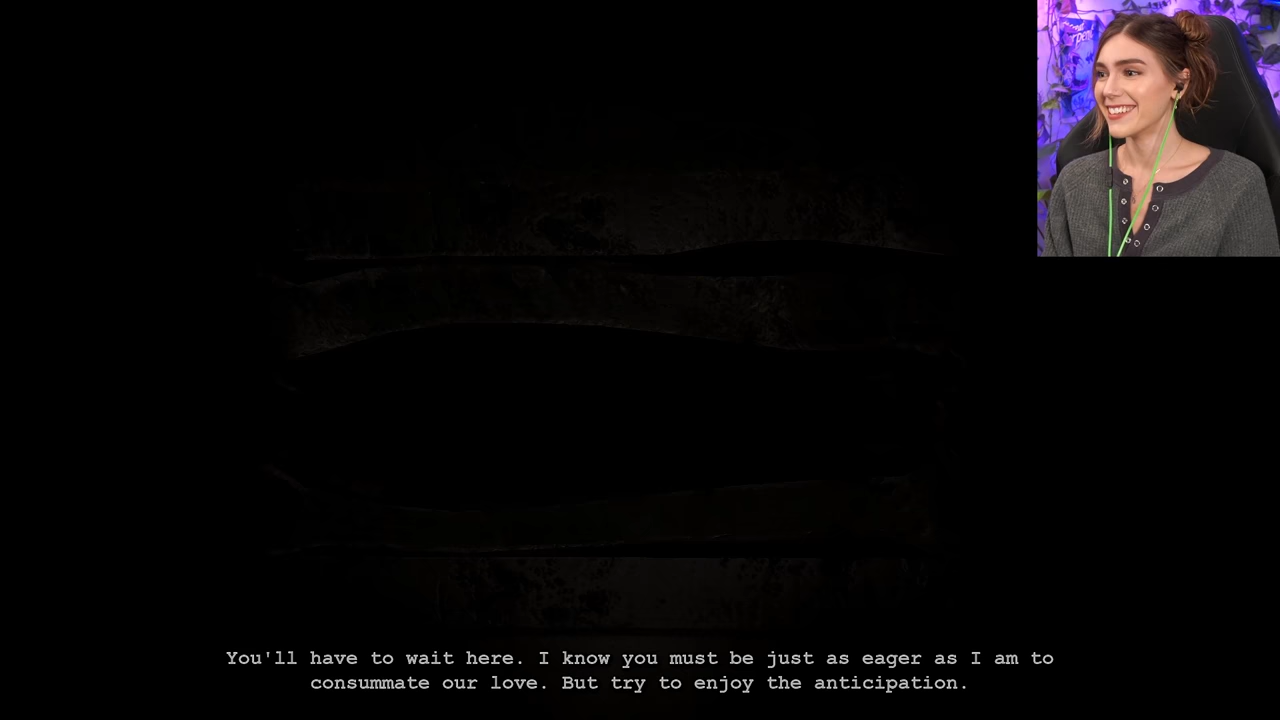 You'll have to wait here. I know you must be just as eager as I am to
consummate our love. But try to enjoy the anticipation.